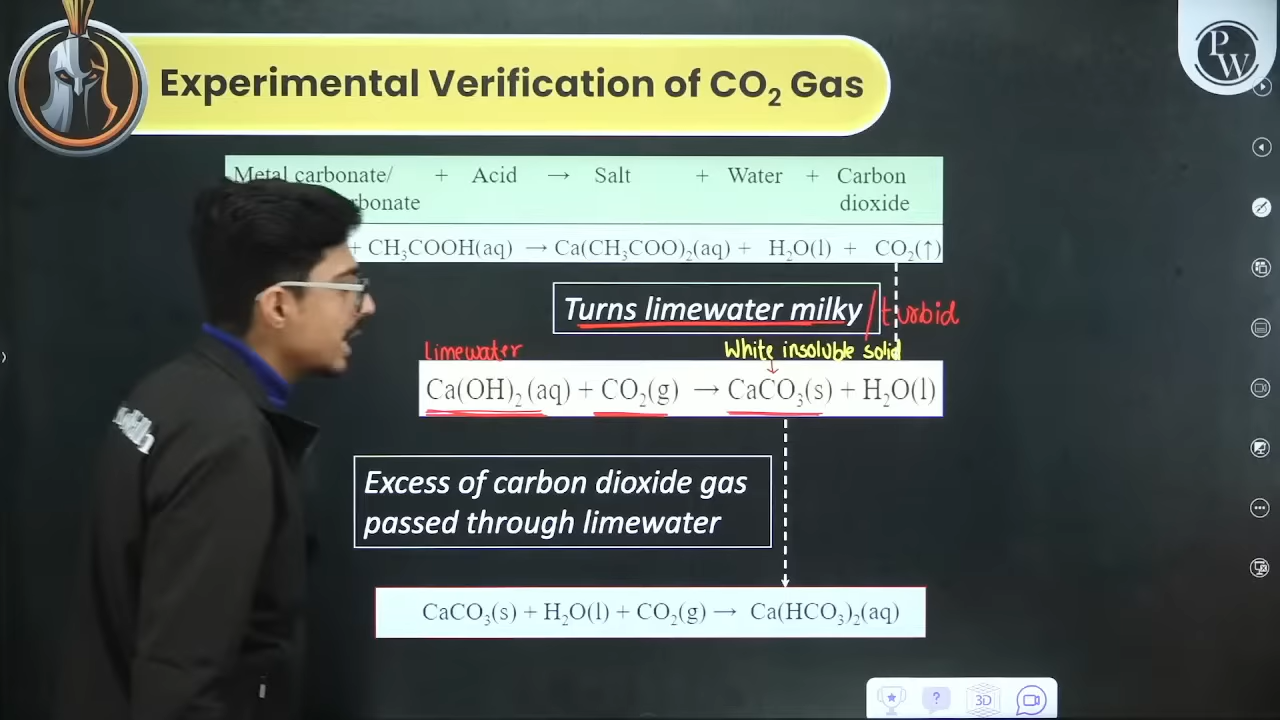 Experimental Verification of CO₂ Gas
PW
Metal carbonate/ + Acid → Salt + Water + Carbon
rbonate dioxide
+ CH₃COOH(aq) → Ca(CH₃COO)₂(aq) + H₂O(l) + CO₂(↑)
Turns limewater milky / turbid
limewater White insoluble solid
Ca(OH)₂(aq) + CO₂(g) → CaCO₃(s) + H₂O(l)
Excess of carbon dioxide gas
passed through limewater
CaCO₃(s) + H₂O(l) + CO₂(g) → Ca(HCO₃)₂(aq)
? 3D